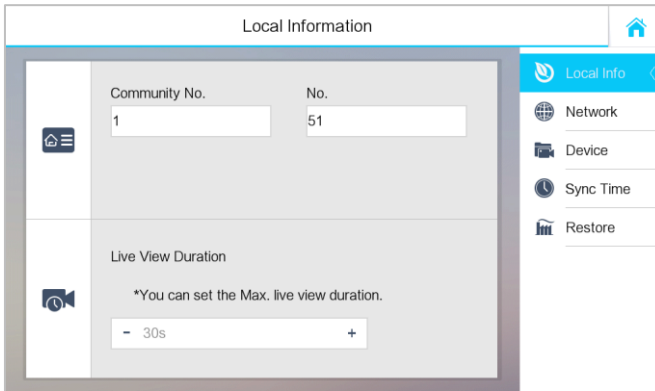 Local Information
Local Info
Network
Device
Sync Time
Restore
Community No. No.
1 51
Live View Duration
*You can set the Max. live view duration.
- 30s +